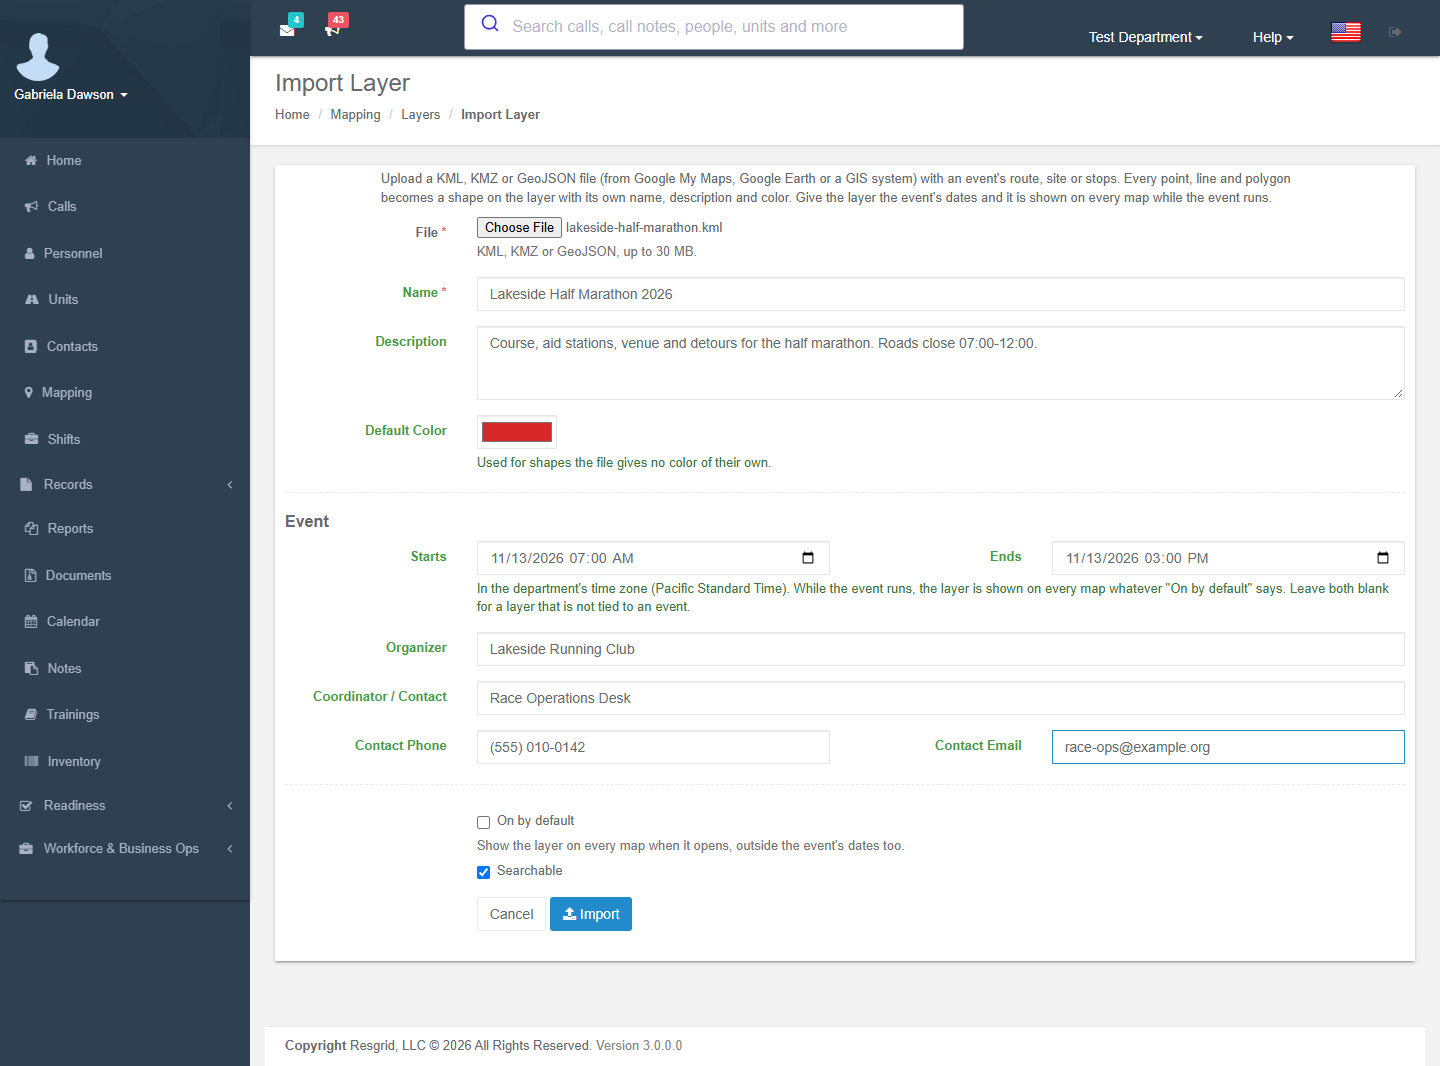 4
43
Search calls, call notes, people, units and more
Test Department
Help
Gabriela Dawson
Home
Calls
Personnel
Units
Contacts
Mapping
Shifts
Records
Reports
Documents
Calendar
Notes
Trainings
Inventory
Readiness
Workforce & Business Ops
Import Layer
Home / Mapping / Layers / Import Layer
Upload a KML, KMZ or GeoJSON file (from Google My Maps, Google Earth or a GIS system) with an event's route, site or stops. Every point, line and polygon
becomes a shape on the layer with its own name, description and color. Give the layer the event's dates and it is shown on every map while the event runs.
File * Choose File lakeside-half-marathon.kml
KML, KMZ or GeoJSON, up to 30 MB.
Name * Lakeside Half Marathon 2026
Description Course, aid stations, venue and detours for the half marathon. Roads close 07:00-12:00.
Default Color
Used for shapes the file gives no color of their own.
Event
Starts 11/13/2026 07:00 AM Ends 11/13/2026 03:00 PM
In the department's time zone (Pacific Standard Time). While the event runs, the layer is shown on every map whatever "On by default" says. Leave both blank
for a layer that is not tied to an event.
Organizer Lakeside Running Club
Coordinator / Contact Race Operations Desk
Contact Phone (555) 010-0142 Contact Email race-ops@example.org
On by default
Show the layer on every map when it opens, outside the event's dates too.
Searchable
Cancel Import
Copyright Resgrid, LLC © 2026 All Rights Reserved. Version 3.0.0.0